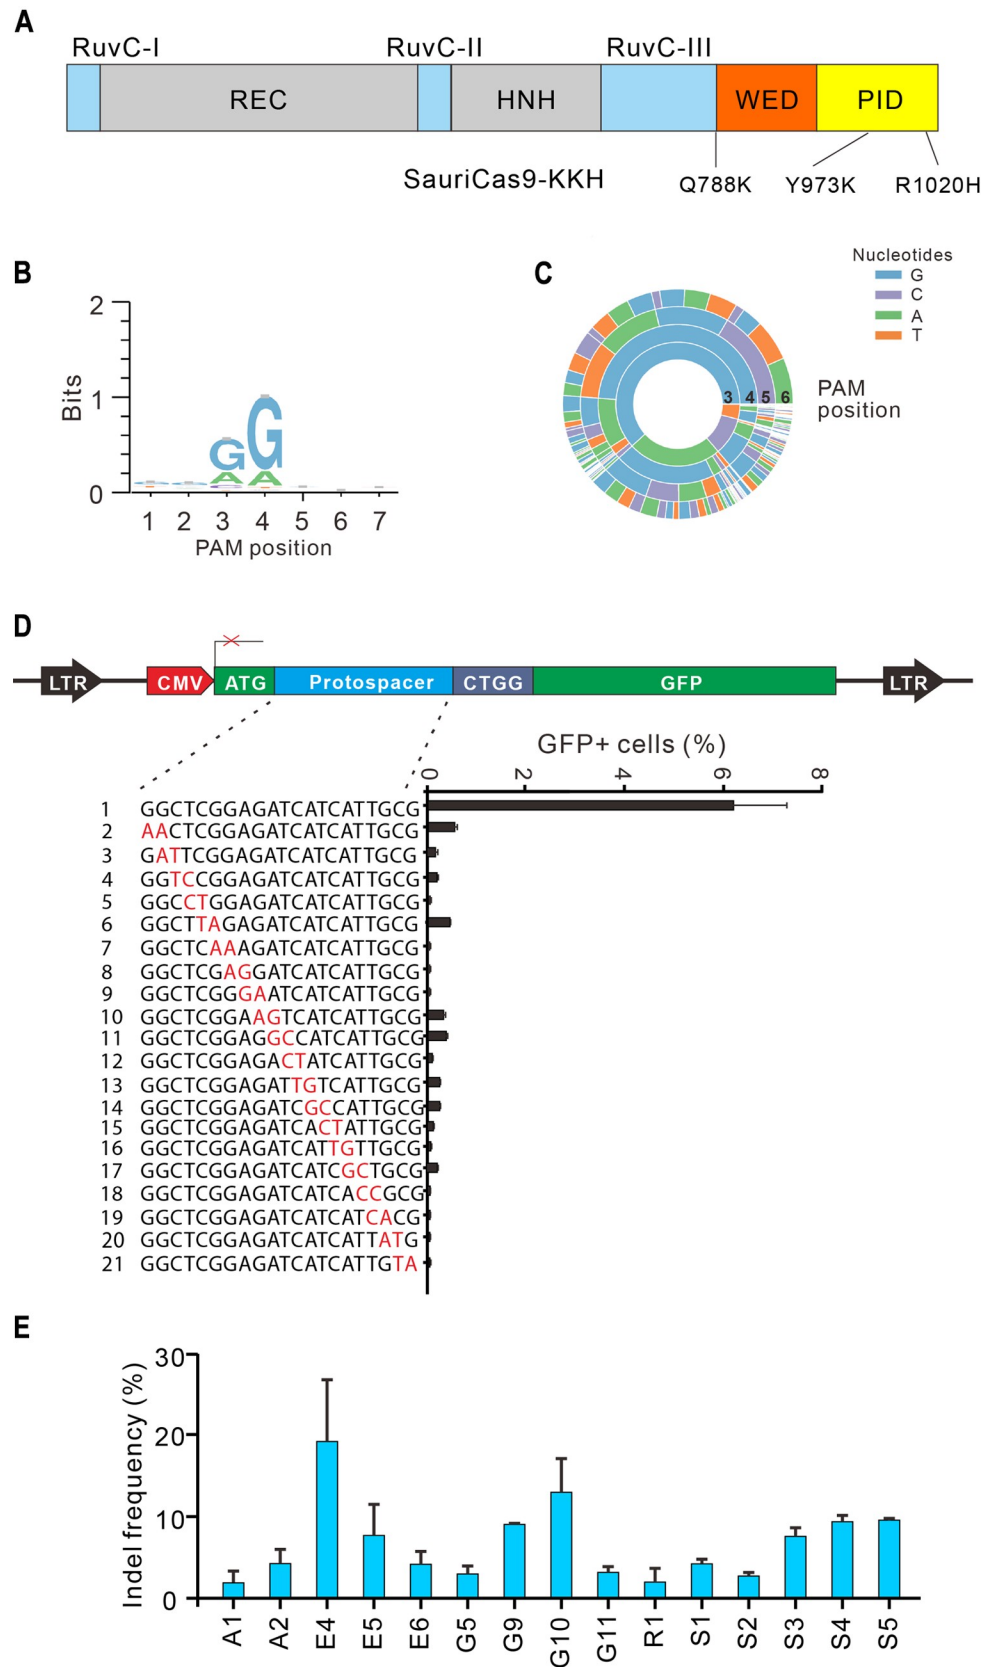 A
RuvC-I RuvC-II RuvC-III
REC HNH WED PID
SauriCas9-KKH Q788K Y973K R1020H
B
2
1
0
Bits
G A G A
1 2 3 4 5 6 7
PAM position
C
Nucleotides
G
C
A
T
3 4 5 6
PAM
position
D
LTR CMV ATG Protospacer CTGG GFP LTR
GFP+ cells (%)
0 2 4 6 8
1 GGCTCGGAGATCATCATTGCG
2 AACTCGGAGATCATCATTGCG
3 GATTCGGAGATCATCATTGCG
4 GGTCCGGAGATCATCATTGCG
5 GGCCTGGAGATCATCATTGCG
6 GGCTTAGAGATCATCATTGCG
7 GGCTCAAAGATCATCATTGCG
8 GGCTCGAGGATCATCATTGCG
9 GGCTCGGGAATCATCATTGCG
10 GGCTCGGAAGTCATCATTGCG
11 GGCTCGGAGGCCATCATTGCG
12 GGCTCGGAGACTATCATTGCG
13 GGCTCGGAGATTGTCATTGCG
14 GGCTCGGAGATCGCCATTGCG
15 GGCTCGGAGATCACTATTGCG
16 GGCTCGGAGATCATTGTTGCG
17 GGCTCGGAGATCATCGCTGCG
18 GGCTCGGAGATCATCACCGCG
19 GGCTCGGAGATCATCATCACG
20 GGCTCGGAGATCATCATTATG
21 GGCTCGGAGATCATCATTGTA
E
Indel frequency (%)
30
20
10
0
A1 A2 E4 E5 E6 G5 G9 G10 G11 R1 S1 S2 S3 S4 S5